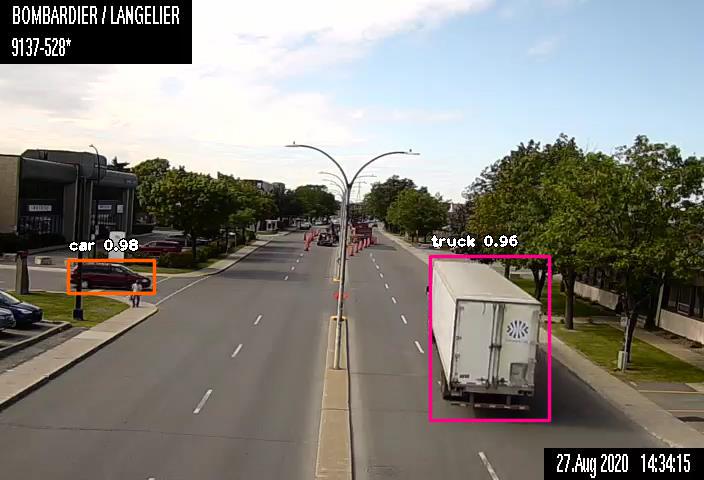 BOMBARDIER / LANGELIER
9137-528*
car 0.98
truck 0.96
27.Aug 2020 14:34:15